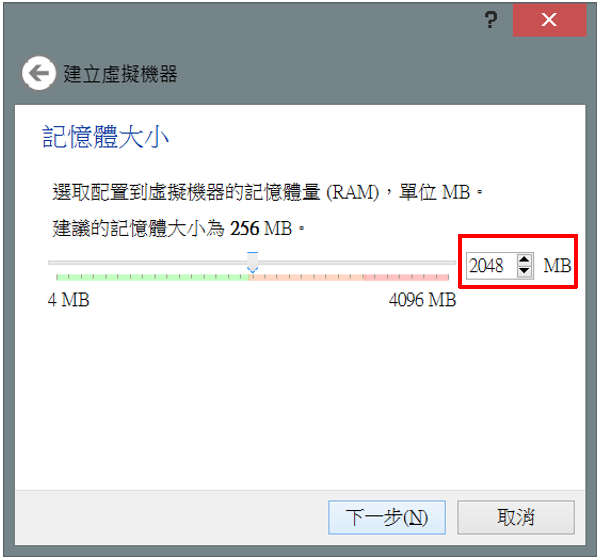 ?
建立虛擬機器
記憶體大小
選取配置到虛擬機器的記憶體量 (RAM)，單位 MB。
建議的記憶體大小為 256 MB。
2048 MB
4 MB 4096 MB
下一步(N) 取消